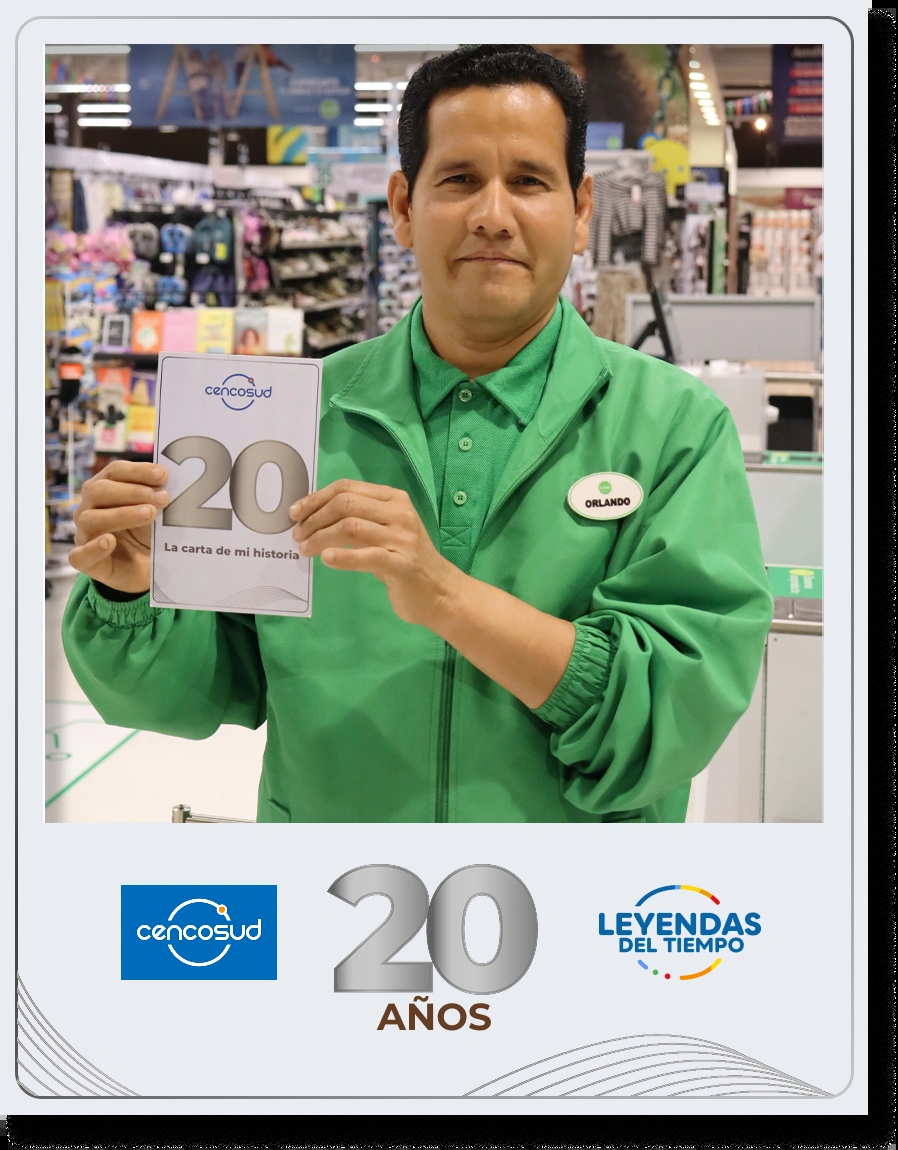 cencosud
20
La carta de mi historia
ORLANDO
cencosud
20
AÑOS
LEYENDAS
DEL TIEMPO